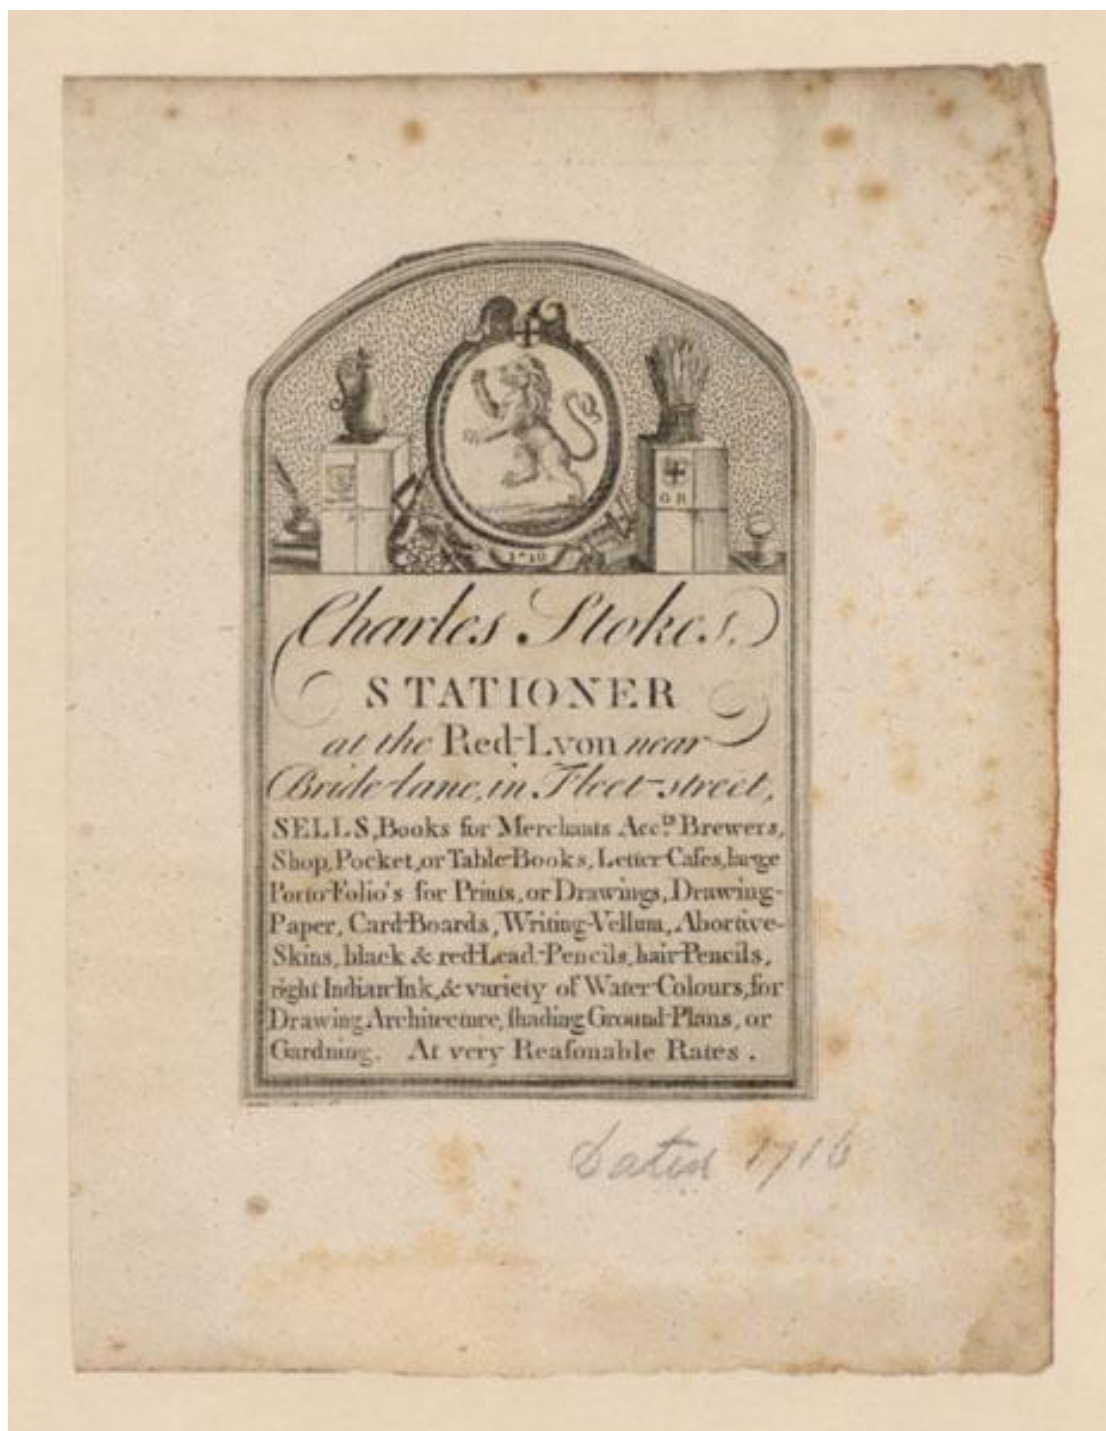 G R
Charles Stokes,
STATIONER
at the Red-Lyon near
Bride-lane, in Fleet-street,
SELLS, Books for Merchants Acc.ts Brewers,
Shop, Pocket, or Table-Books, Letter-Caſes, large
Porto-Folio's for Prints, or Drawings, Drawing-
Paper, Card-Boards, Writing-Vellum, Abortive-
Skins, black & red-Lead-Pencils, hair-Pencils,
right Indian-Ink, & variety of Water-Colours, for
Drawing Architecture, ſhading Ground-Plans, or
Gardning. At very Reaſonable Rates.
Dated 1716